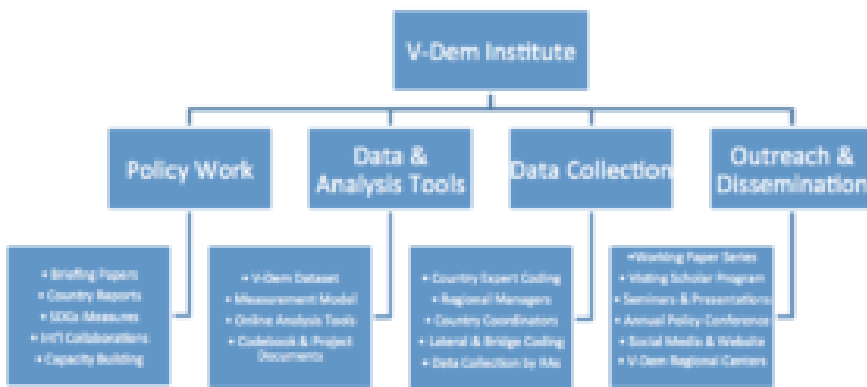 V-Dem Institute
Policy Work
Data &
Analysis Tools
Data Collection
Outreach &
Dissemination
• Briefing Papers
• Country Reports
• SDGs Measures
• Int'l Collaborations
• Capacity Building
• V-Dem Dataset
• Measurement Model
• Online Analysis Tools
• Codebook & Project
Documents
• Country Expert Coding
• Regional Managers
• Country Coordinators
• Lateral & Bridge Coding
• Data Collection by RAs
•Working Paper Series
• Visiting Scholar Program
• Seminars & Presentations
• Annual Policy Conference
• Social Media & Website
• V-Dem Regional Centers